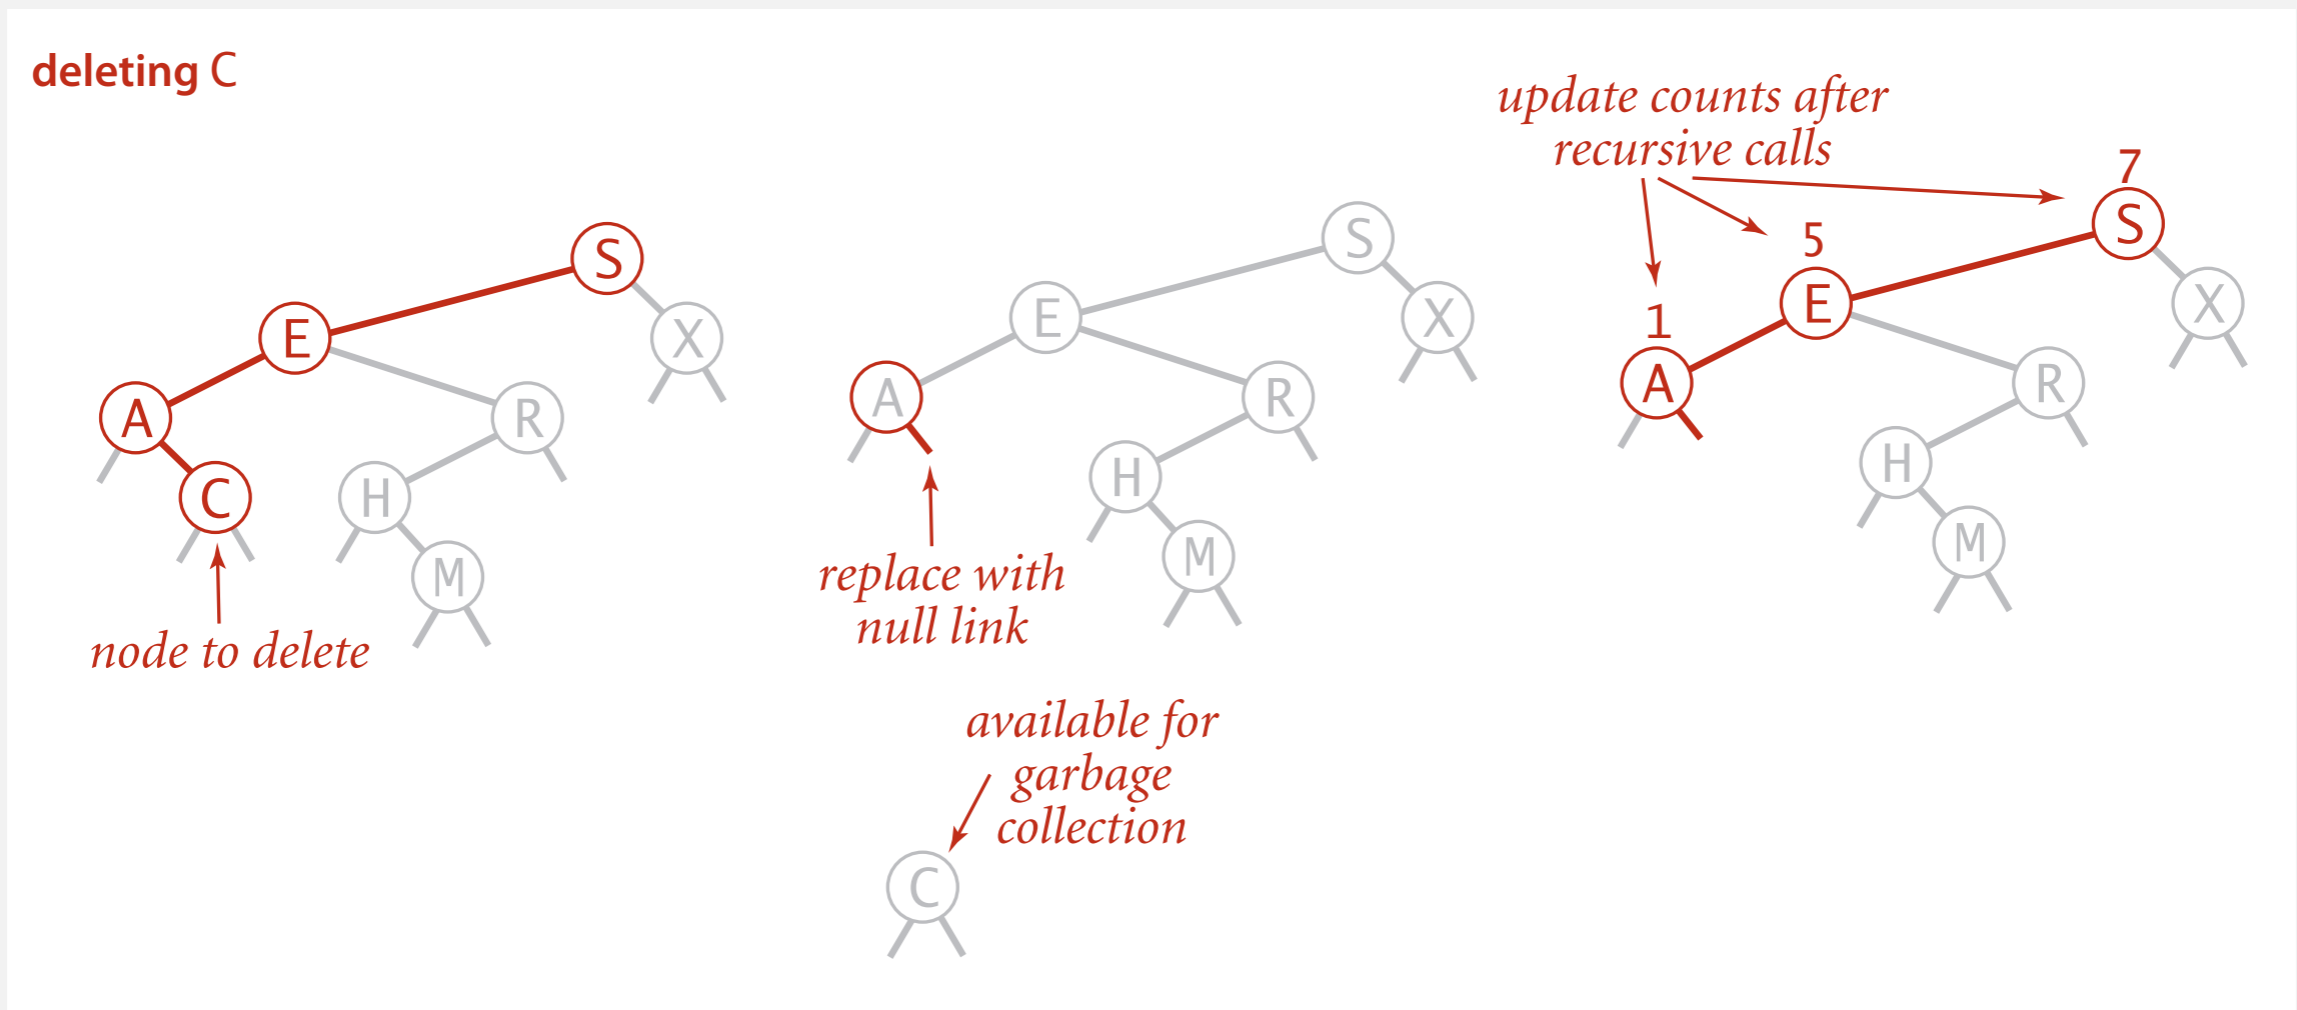 deleting C
S
E
X
A
R
C
H
M
node to delete
S
E
X
A
R
H
M
replace with
null link
available for
garbage
collection
C
update counts after
recursive calls
7
S
5
E
X
1
A
R
H
M